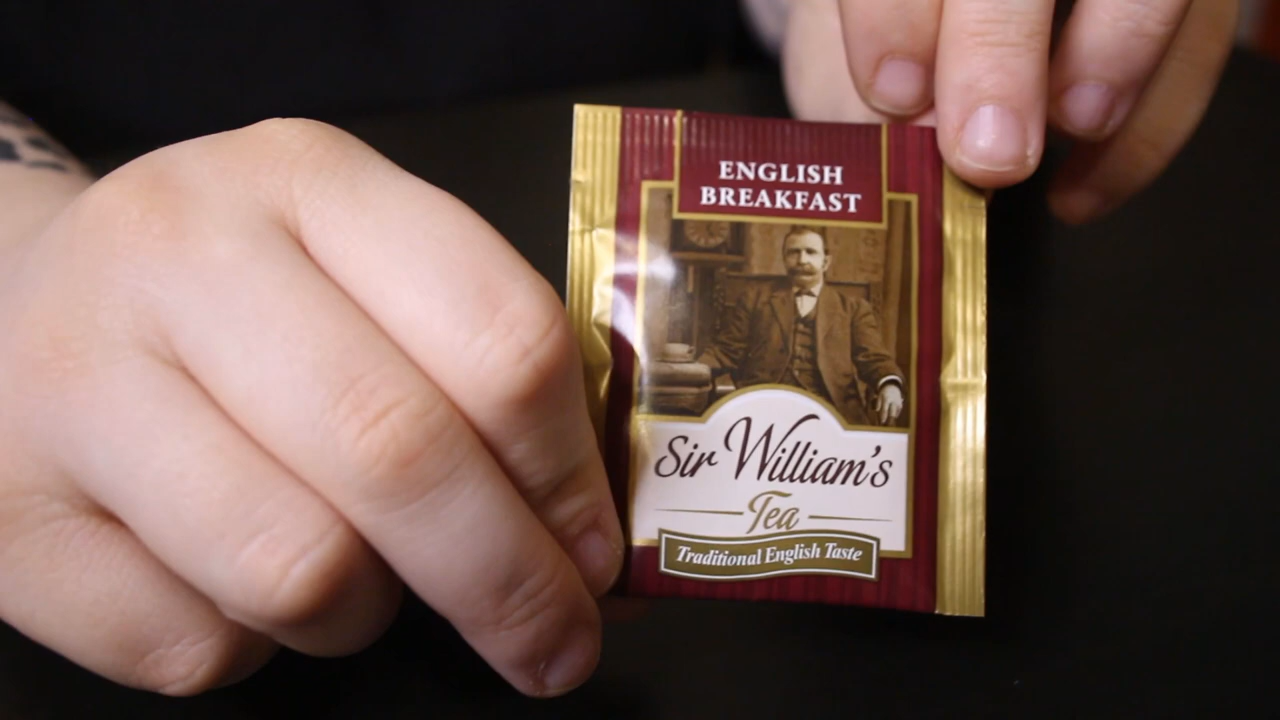 ENGLISH
BREAKFAST
Sir William's
Tea
Traditional English Taste